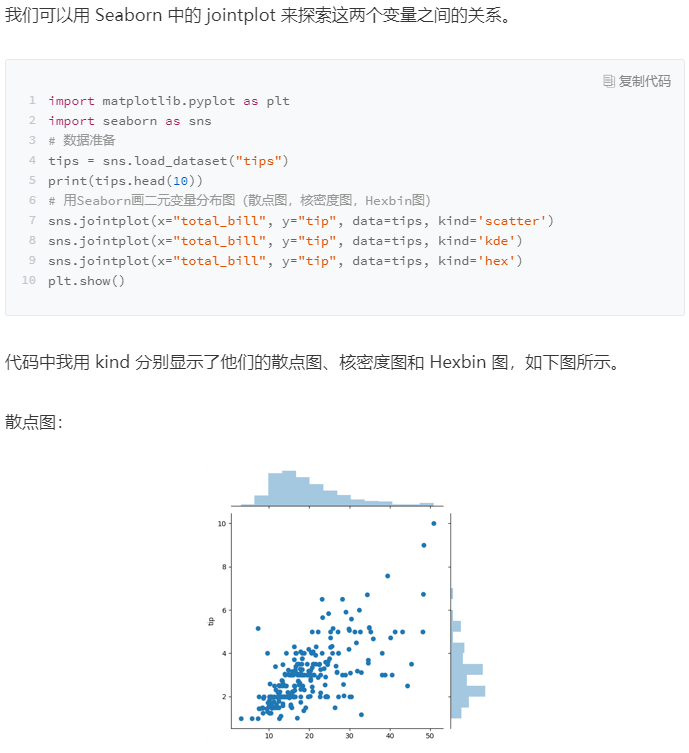 我们可以用 Seaborn 中的 jointplot 来探索这两个变量之间的关系。
复制代码
1 import matplotlib.pyplot as plt
2 import seaborn as sns
3 # 数据准备
4 tips = sns.load_dataset("tips")
5 print(tips.head(10))
6 # 用Seaborn画二元变量分布图（散点图，核密度图，Hexbin图）
7 sns.jointplot(x="total_bill", y="tip", data=tips, kind='scatter')
8 sns.jointplot(x="total_bill", y="tip", data=tips, kind='kde')
9 sns.jointplot(x="total_bill", y="tip", data=tips, kind='hex')
10 plt.show()
代码中我用 kind 分别显示了他们的散点图、核密度图和 Hexbin 图，如下图所示。
散点图：
10
8
6
tip
4
2
10 20 30 40 50